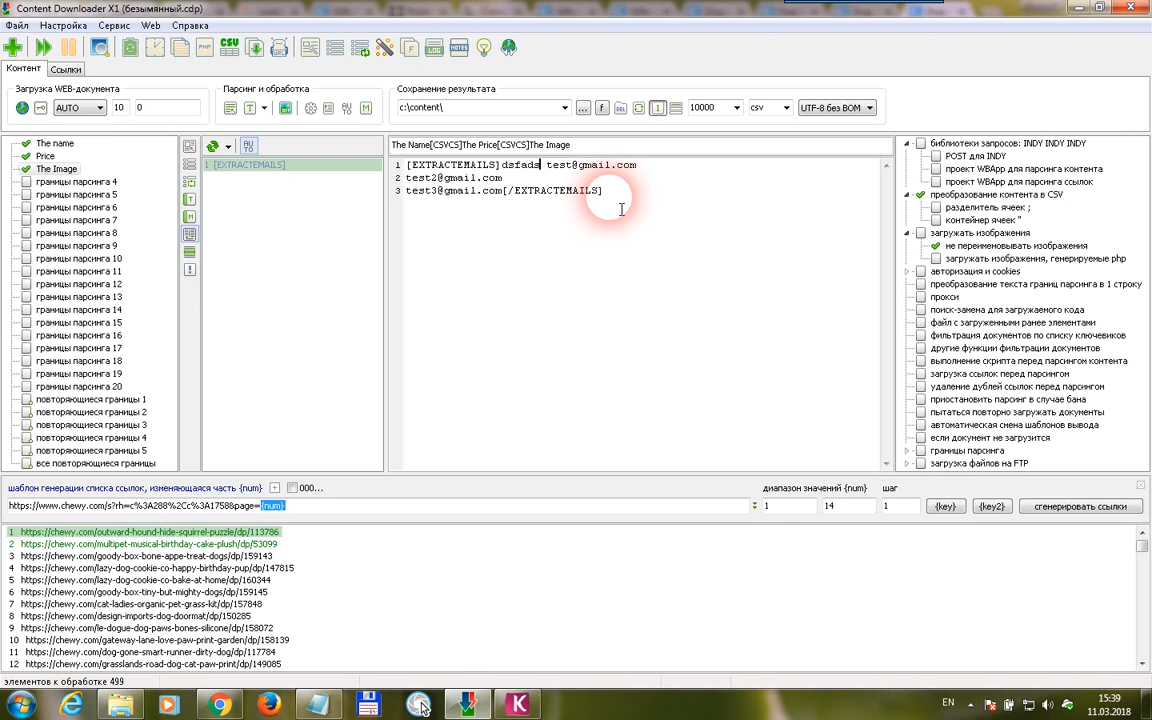 Content Downloader X1 (безымянный.cdp)
Файл Настройка Сервис Вид Справка
Контент Ссылки
Загрузка WEB-документа
Парсинг и обработка
Сохранение результата
AUTO 10 0
c:\content\
10000 csv UTF-8 без BOM
The name
Price
The Image
границы парсинга 4
границы парсинга 5
границы парсинга 6
границы парсинга 7
границы парсинга 8
границы парсинга 9
границы парсинга 10
границы парсинга 11
границы парсинга 12
границы парсинга 13
границы парсинга 14
границы парсинга 15
границы парсинга 16
границы парсинга 17
границы парсинга 18
границы парсинга 19
границы парсинга 20
повторяющиеся границы 1
повторяющиеся границы 2
повторяющиеся границы 3
повторяющиеся границы 4
повторяющиеся границы 5
все повторяющиеся границы
1 [EXTRACTEMAILS]
The Name[CSVCS]The Price[CSVCS]The Image
1 [EXTRACTEMAILS]dsfads test@gmail.com
2 test2@gmail.com
3 test3@gmail.com[/EXTRACTEMAILS]
библиотеки запросов: INDY INDY INDY
POST для INDY
проект WBApp для парсинга контента
проект WBApp для парсинга ссылок
преобразование контента в CSV
разделитель ячеек ;
контейнер ячеек "
загружать изображения
не переименовывать изображения
загружать изображения, генерируемые php
авторизация и cookies
преобразование текста границ парсинга в 1 строку
прокси
поиск-замена для загружаемого кода
файл с загруженными ранее элементами
фильтрация документов по списку ключевиков
другие функции фильтрации документов
выполнение скрипта перед парсингом контента
загрузка ссылок перед парсингом
удаление дублей ссылок перед парсингом
приостановить парсинг в случае бана
пытаться повторно загружать документы
автоматическая смена шаблонов вывода
если документ не загрузится
границы парсинга
загрузка файлов на FTP
шаблон генерации списка ссылок, изменяющаяся часть {num} 000...
диапазон значений {num} шаг
https://www.chewy.com/s?rh=c%3A288%2Cc%3A1758&page={num}
1 14 1 {key} {key2} сгенерировать ссылки
1 https://chewy.com/outward-hound-hide-squirrel-puzzle/dp/113786
2 https://chewy.com/multipet-musical-birthday-cake-plush/dp/53099
3 https://chewy.com/goody-box-bone-appe-treat-dogs/dp/159143
4 https://chewy.com/lazy-dog-cookie-co-happy-birthday-pup/dp/147815
5 https://chewy.com/lazy-dog-cookie-co-bake-at-home/dp/160344
6 https://chewy.com/goody-box-tiny-but-mighty-dogs/dp/159145
7 https://chewy.com/cat-ladies-organic-pet-grass-kit/dp/157848
8 https://chewy.com/design-imports-dog-doormat/dp/150285
9 https://chewy.com/le-dogue-dog-paws-bones-silicone/dp/158072
10 https://chewy.com/gateway-lane-love-paw-print-garden/dp/158139
11 https://chewy.com/dog-gone-smart-runner-dirty-dog/dp/117784
12 https://chewy.com/grasslands-road-dog-cat-paw-print/dp/149085
элементов к обработке 499
EN
15:39
11.03.2018